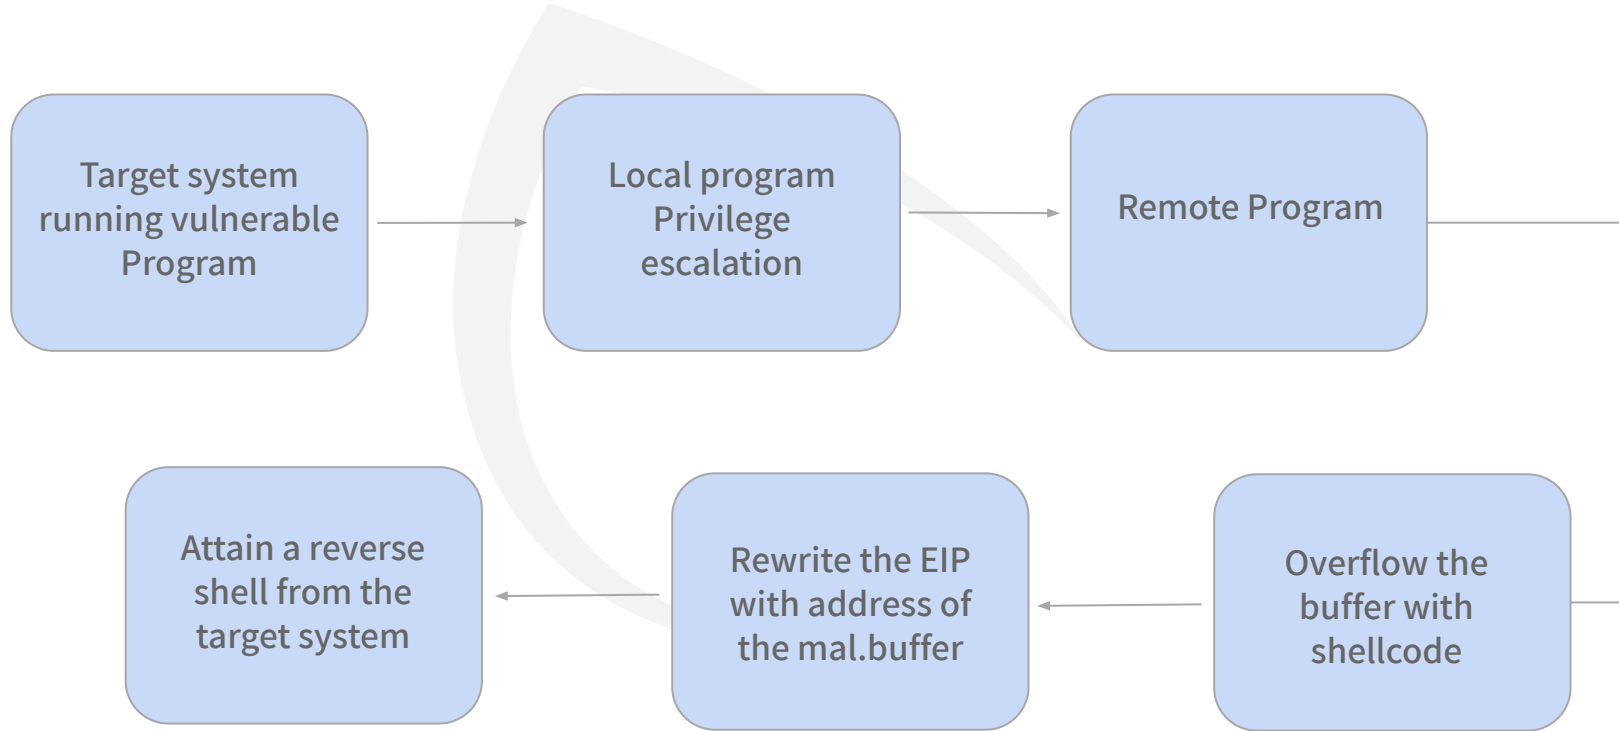 Target system
running vulnerable
Program
Local program
Privilege
escalation
Remote Program
Overflow the
buffer with
shellcode
Rewrite the EIP
with address of
the mal.buffer
Attain a reverse
shell from the
target system